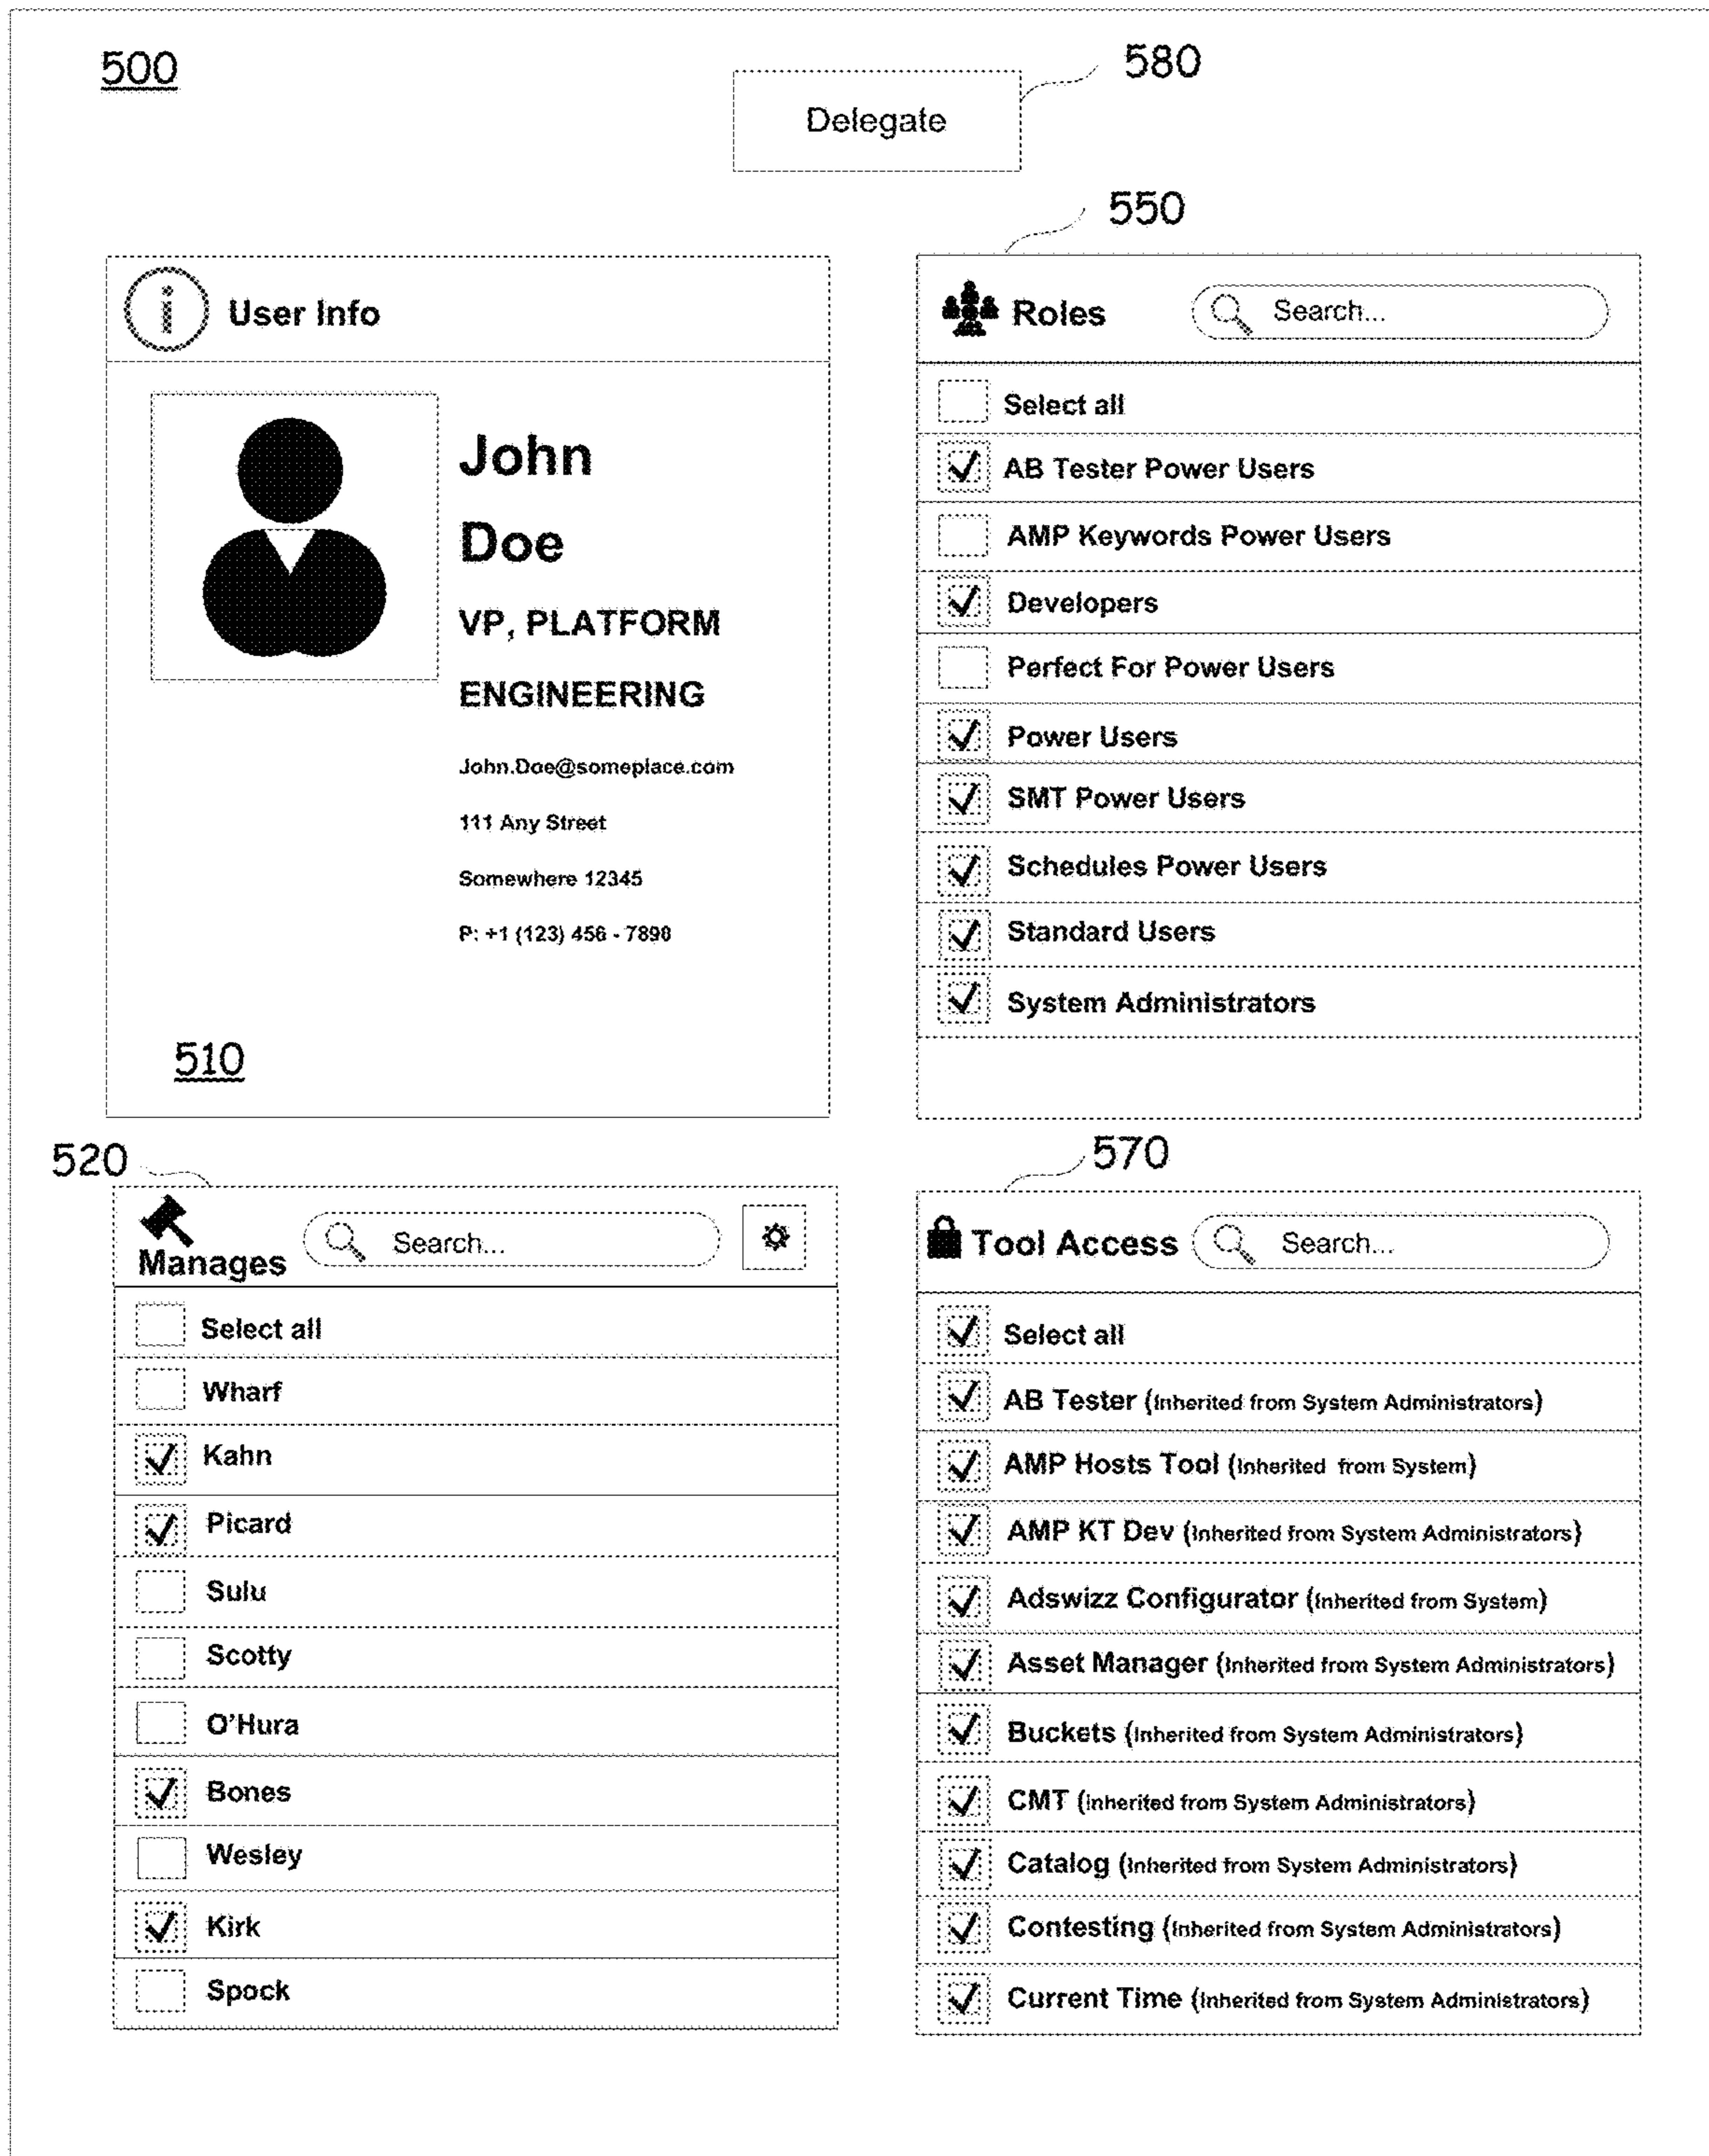 500
580
Delegate
550
i User Info
John
Doe
VP, PLATFORM
ENGINEERING
John.Doe@someplace.com
111 Any Street
Somewhere 12345
P: +1 (123) 456 - 7890
510
Roles Search...
Select all
AB Tester Power Users
AMP Keywords Power Users
Developers
Perfect For Power Users
Power Users
SMT Power Users
Schedules Power Users
Standard Users
System Administrators
520
Manages Search...
Select all
Wharf
Kahn
Picard
Sulu
Scotty
O'Hura
Bones
Wesley
Kirk
Spock
570
Tool Access Search...
Select all
AB Tester (Inherited from System Administrators)
AMP Hosts Tool (Inherited from System)
AMP KT Dev (Inherited from System Administrators)
Adswizz Configurator (Inherited from System)
Asset Manager (Inherited from System Administrators)
Buckets (Inherited from System Administrators)
CMT (Inherited from System Administrators)
Catalog (Inherited from System Administrators)
Contesting (Inherited from System Administrators)
Current Time (Inherited from System Administrators)